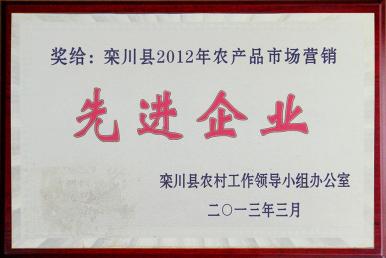 奖给：栾川县2012年农产品市场营销
先进企业
栾川县农村工作领导小组办公室
二〇一三年三月